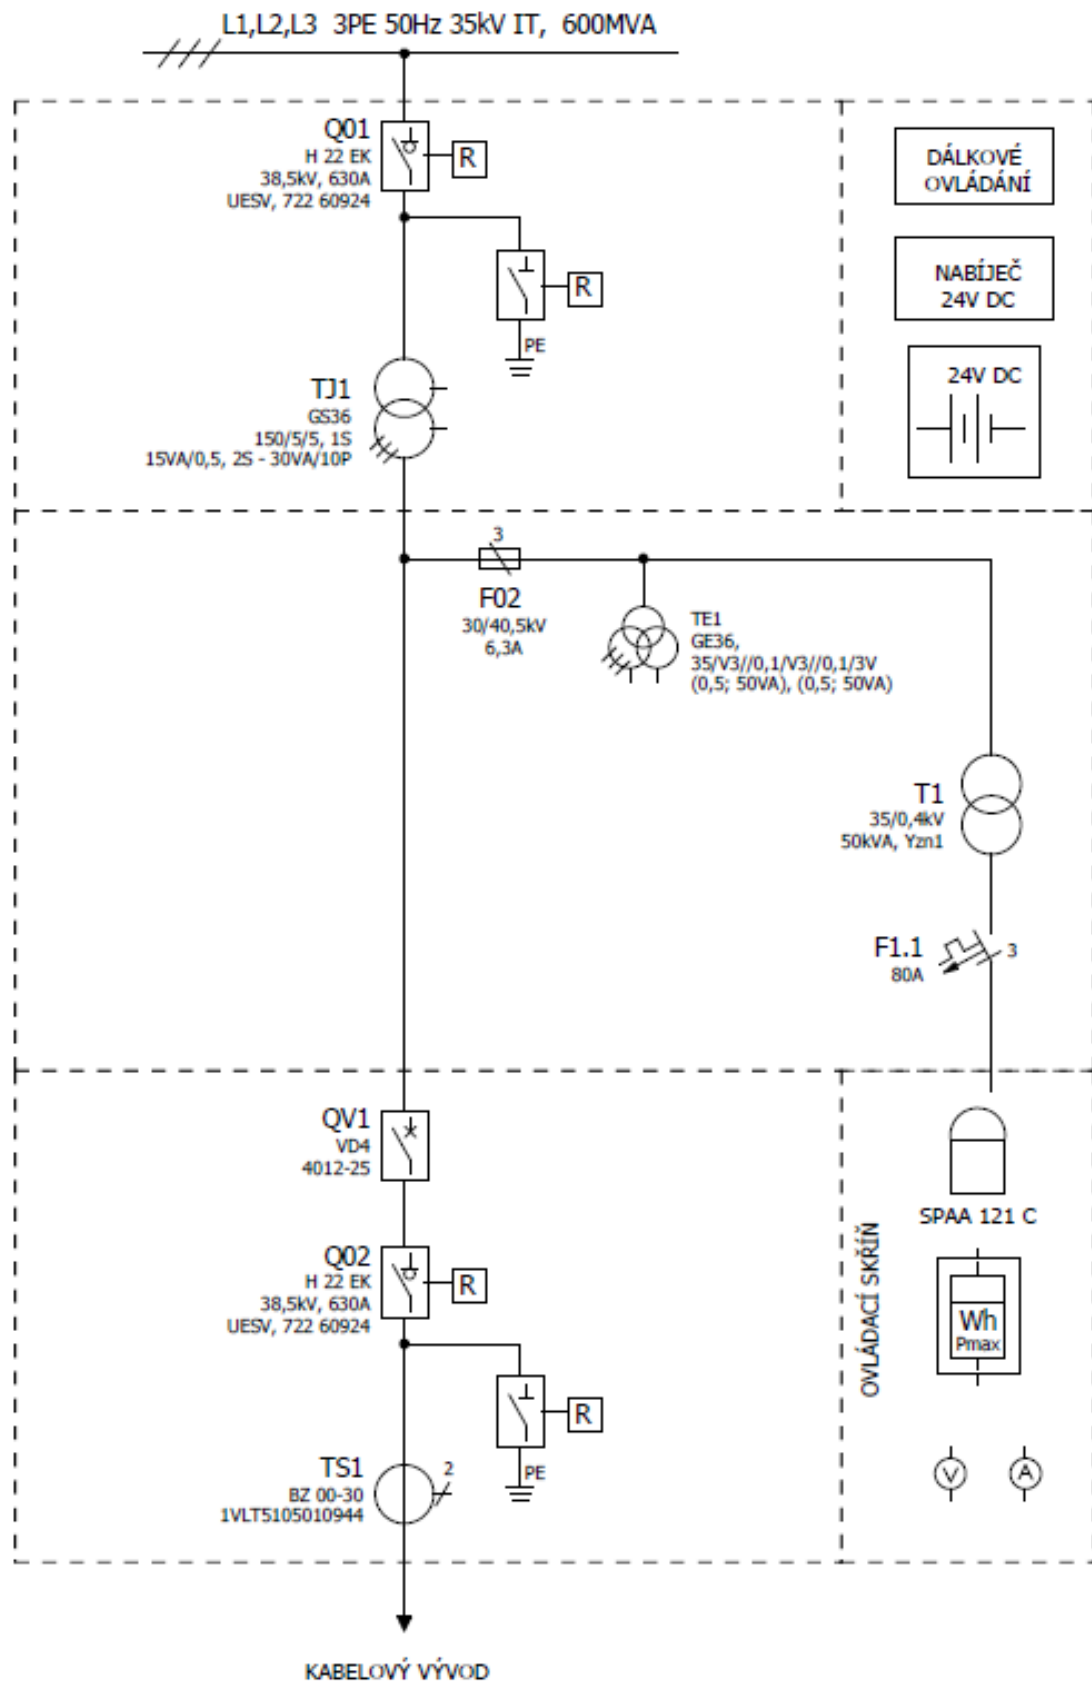 L1,L2,L3 3PE 50Hz 35kV IT, 600MVA
Q01
H 22 EK
38,5kV, 630A
UESV, 722 60924
R
R
PE
TJ1
GS36
150/5/5, 1S
15VA/0,5, 2S - 30VA/10P
DÁLKOVÉ
OVLÁDÁNÍ
NABÍJEČ
24V DC
24V DC
3
F02
30/40,5kV
6,3A
TE1
GE36,
35/V3//0,1/V3//0,1/3V
(0,5; 50VA), (0,5; 50VA)
T1
35/0,4kV
50kVA, Yzn1
F1.1
80A
3
QV1
VD4
4012-25
Q02
H 22 EK
38,5kV, 630A
UESV, 722 60924
R
R
PE
TS1
BZ 00-30
1VLT5105010944
2
OVLÁDACÍ SKŘÍŇ
SPAA 121 C
Wh
Pmax
V
A
KABELOVÝ VÝVOD